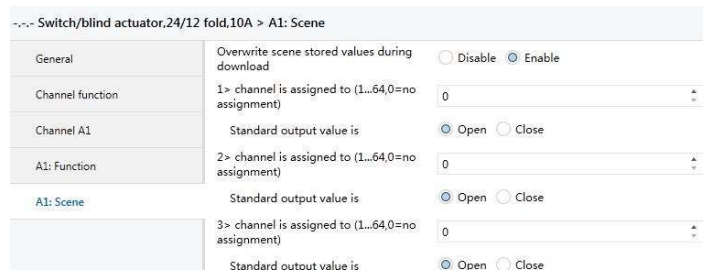 -.-.- Switch/blind actuator,24/12 fold,10A > A1: Scene
General
Channel function
Channel A1
A1: Function
A1: Scene
Overwrite scene stored values during
download
Disable Enable
1> channel is assigned to (1...64,0=no
assignment)
0
Standard output value is
Open Close
2> channel is assigned to (1...64,0=no
assignment)
0
Standard output value is
Open Close
3> channel is assigned to (1...64,0=no
assignment)
0
Standard output value is
Open Close